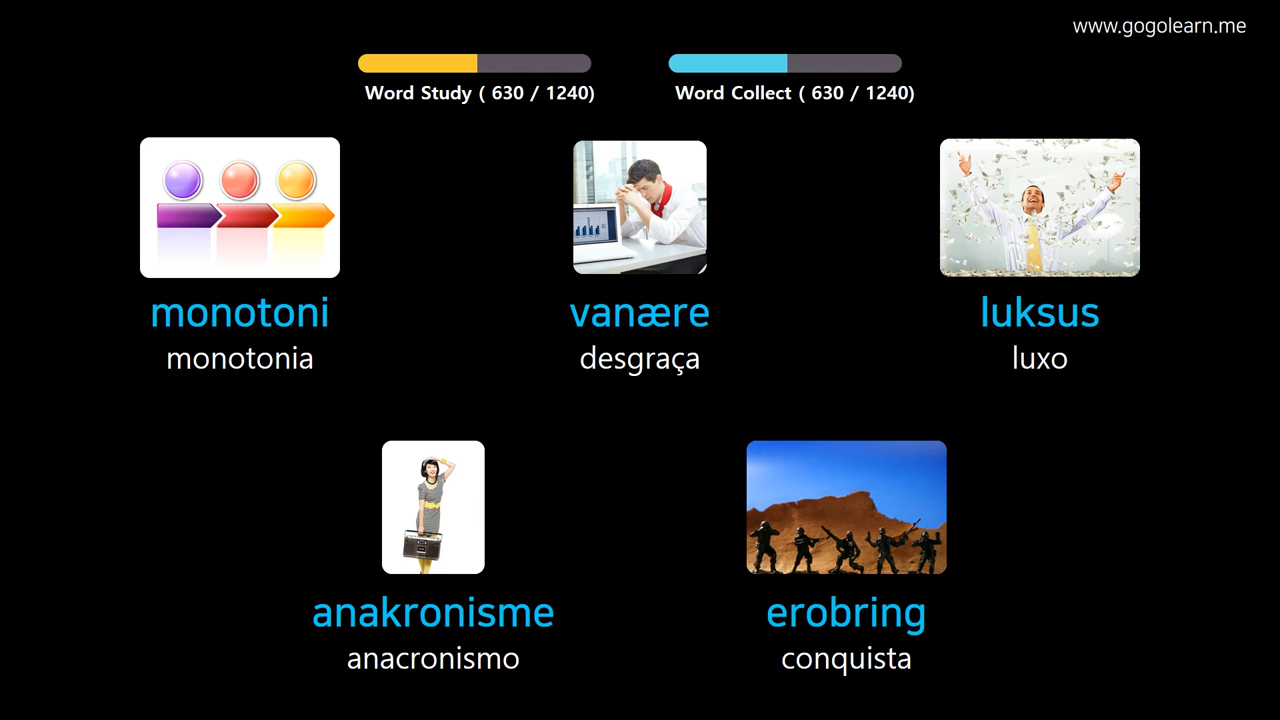 www.gogolearn.me
Word Study ( 630 / 1240)
Word Collect ( 630 / 1240)
monotoni
monotonia
vanære
desgraça
luksus
luxo
anakronisme
anacronismo
erobring
conquista